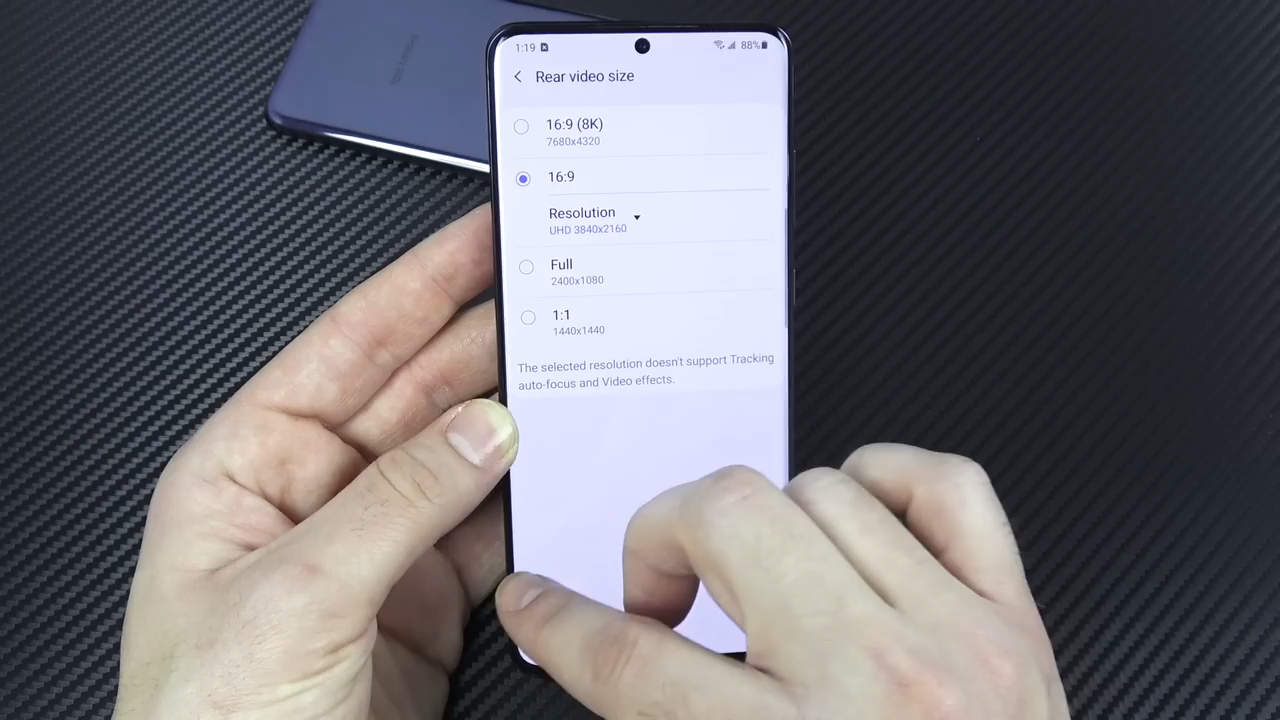 1:19
88%
Rear video size
16:9 (8K)
7680x4320
16:9
Resolution
UHD 3840x2160
Full
2400x1080
1:1
1440x1440
The selected resolution doesn't support Tracking
auto-focus and Video effects.